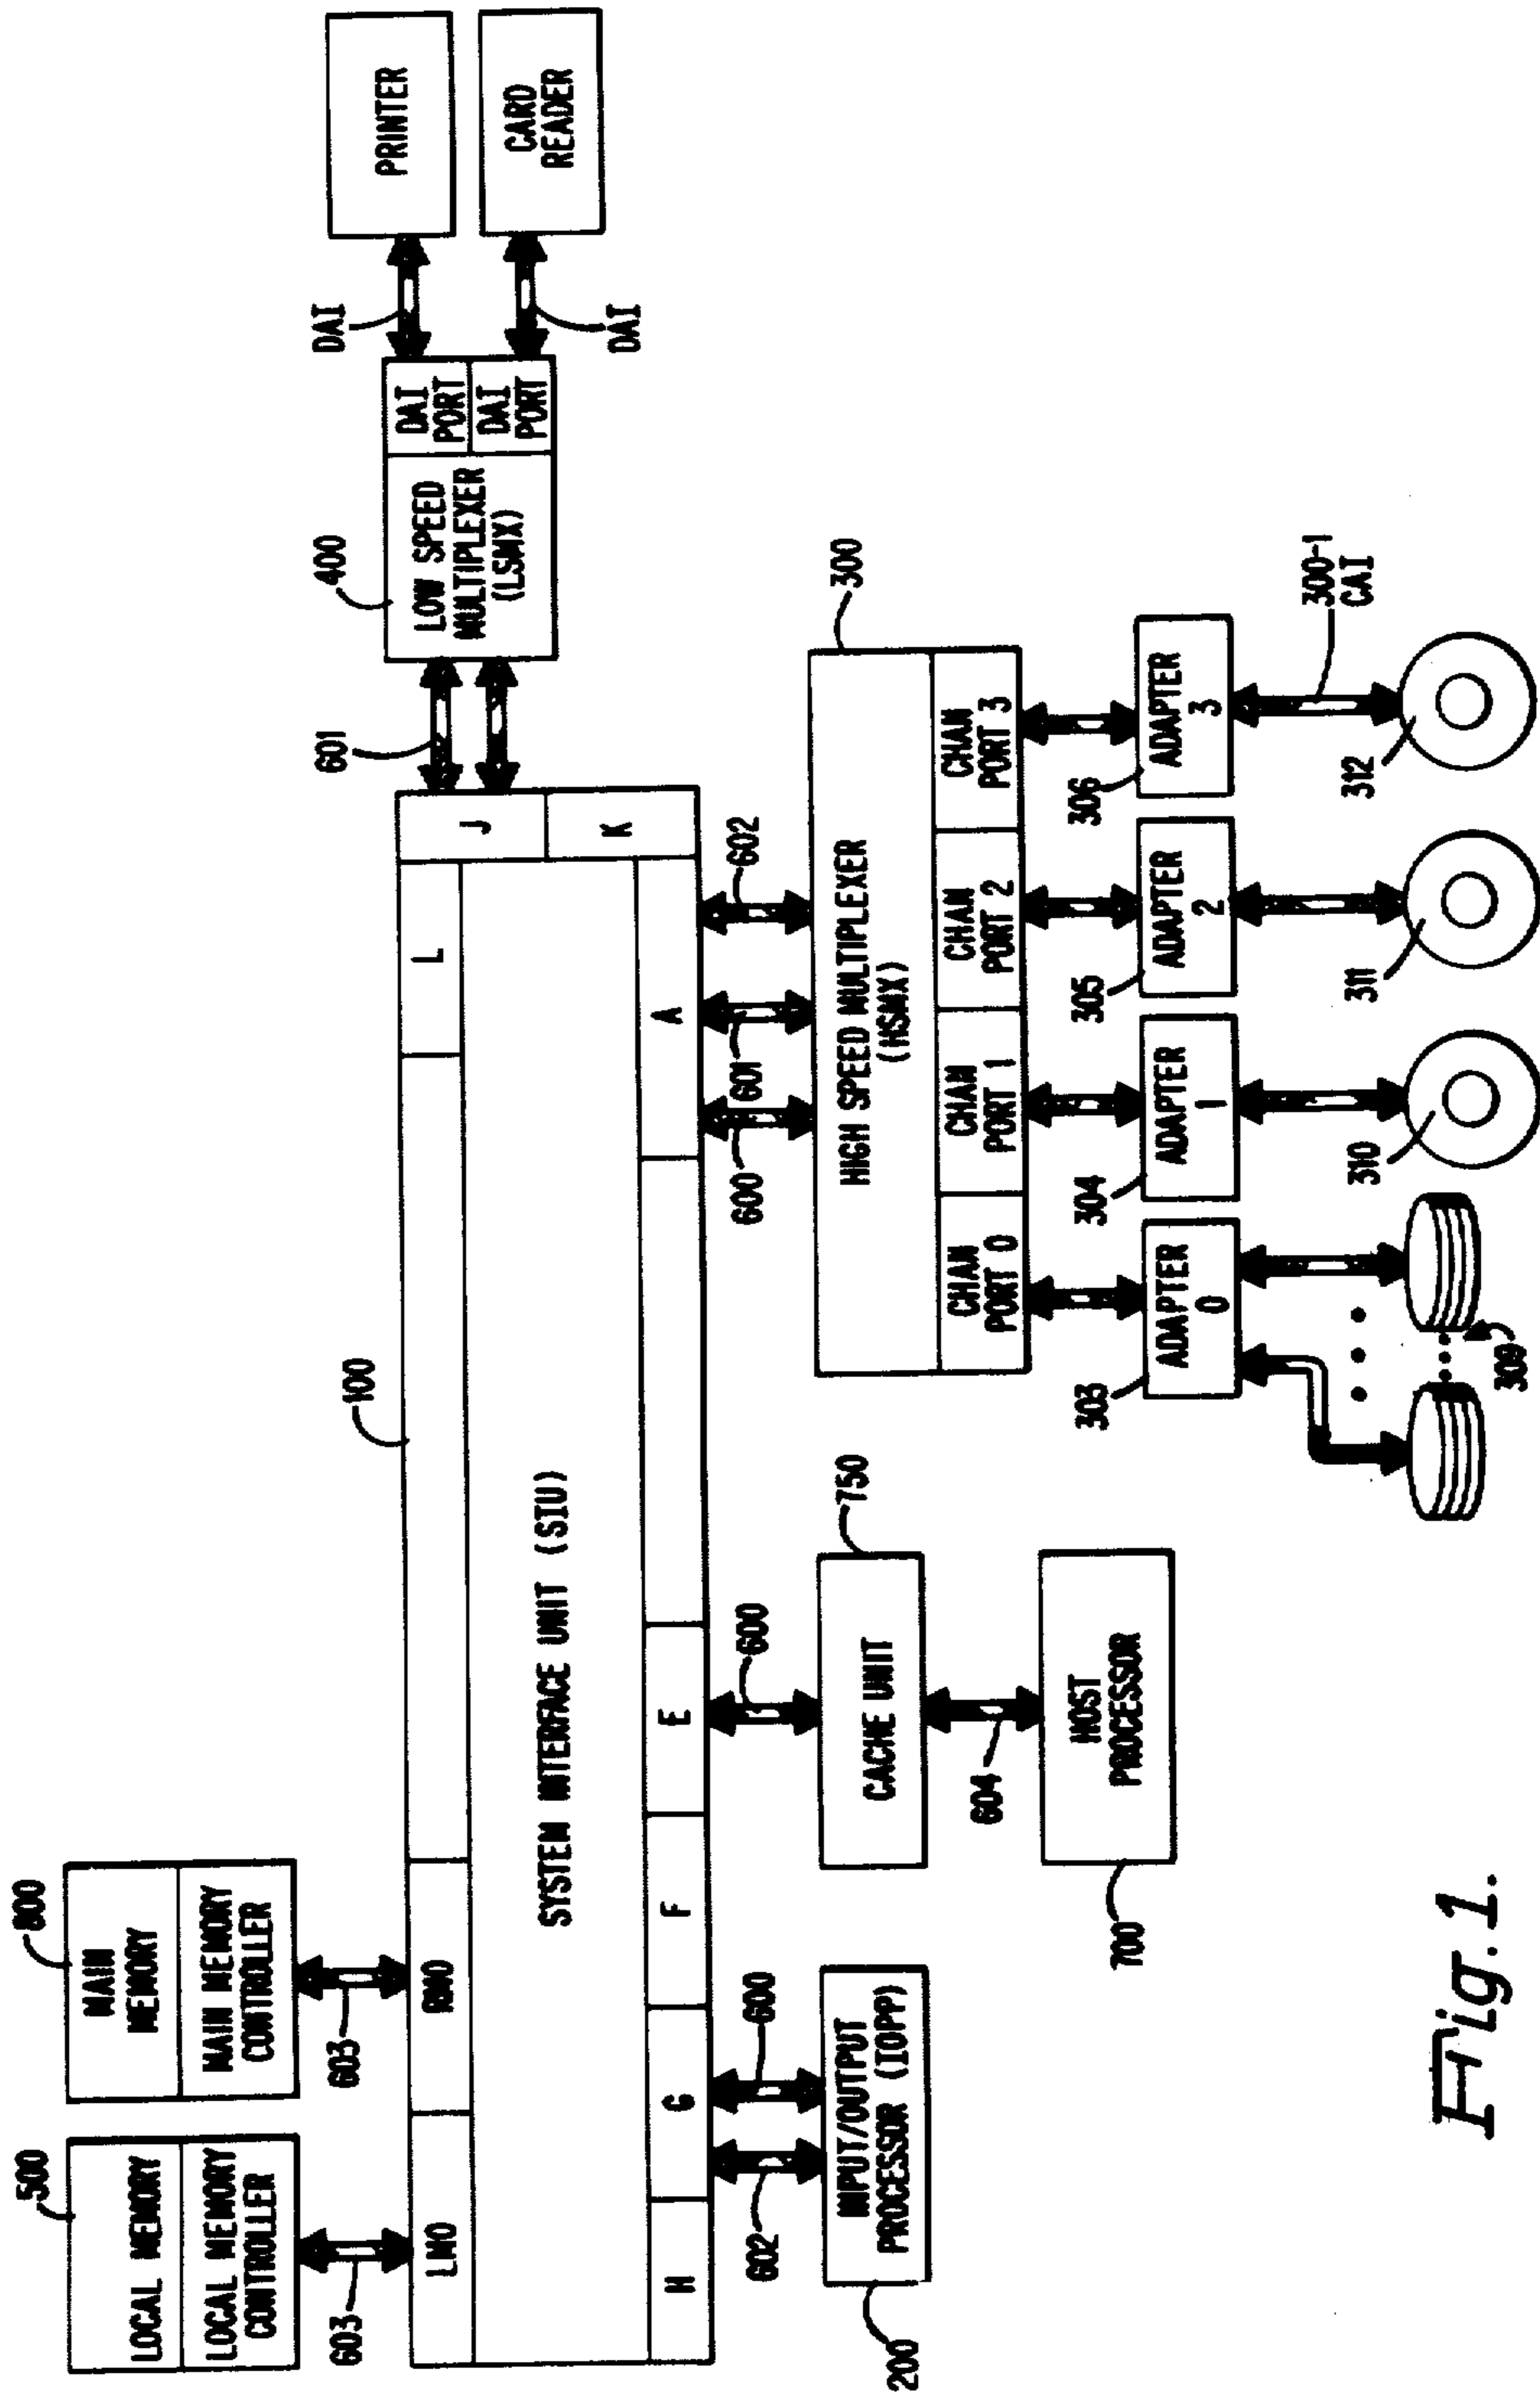 500
LOCAL MEMORY
LOCAL MEMORY
CONTROLLER
603
800
MAIN
MEMORY
MAIN MEMORY
CONTROLLER
603
LM0
RM0
100
L
J
K
SYSTEM INTERFACE UNIT (SIU)
H
G
F
E
A
601
400
LOW SPEED
MULTIPLEXER
(LSMX)
DAI
PORT
DAI
PORT
DAI
DAI
PRINTER
CARD
READER
602
600
INPUT/OUTPUT
PROCESSOR (IOPP)
200
600
CACHE UNIT
750
604
HOST
PROCESSOR
700
600
601
602
HIGH SPEED MULTIPLEXER
(HSMX)
300
CHAN
PORT 0
CHAN
PORT 1
CHAN
PORT 2
CHAN
PORT 3
303
ADAPTER
0
304
ADAPTER
1
305
ADAPTER
2
306
ADAPTER
3
300-1
CAI
309
310
311
312
Fig. 1.